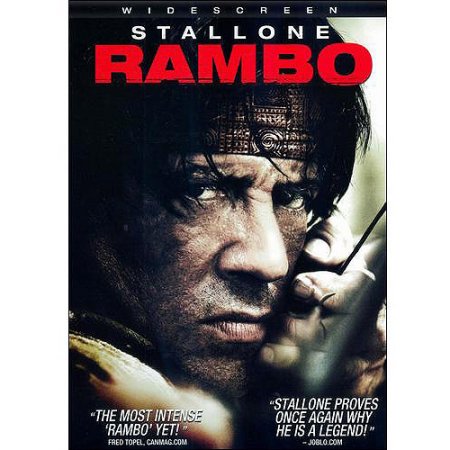 WIDESCREEN
STALLONE
RAMBO
"THE MOST INTENSE
'RAMBO' YET!"
FRED TOPEL, CANMAG.COM
"STALLONE PROVES
ONCE AGAIN WHY
HE IS A LEGEND!"
– JOBLO.COM